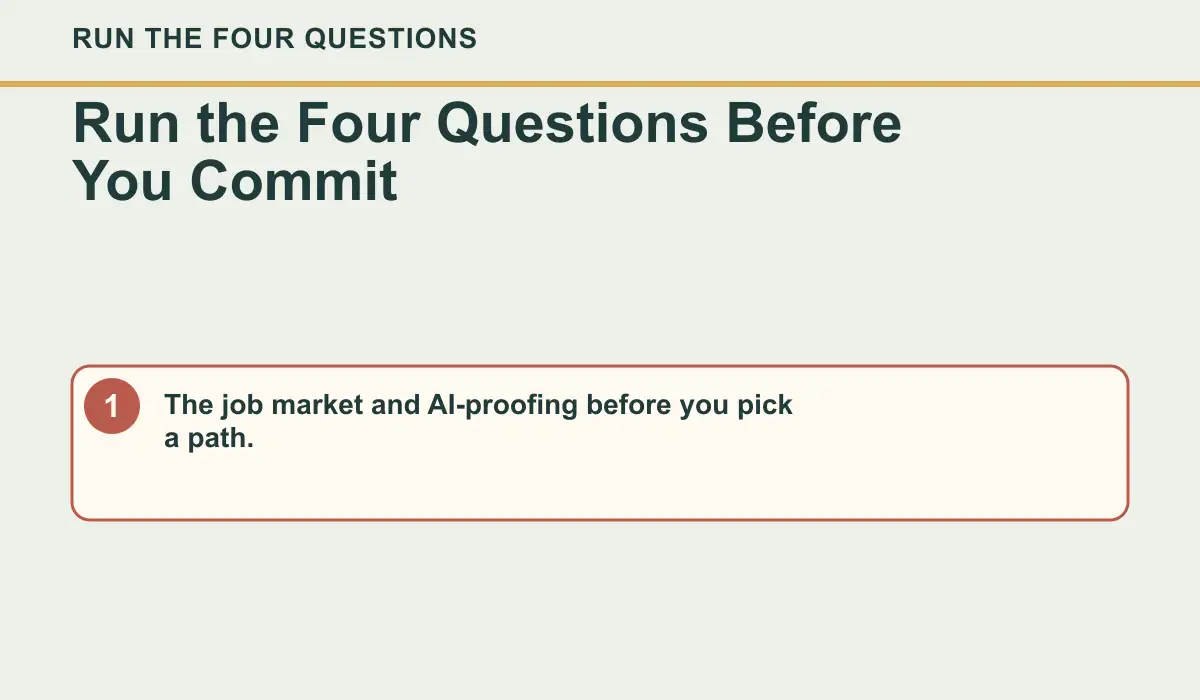 RUN THE FOUR QUESTIONS
Run the Four Questions Before
You Commit
1
The job market and AI-proofing before you pick
a path.